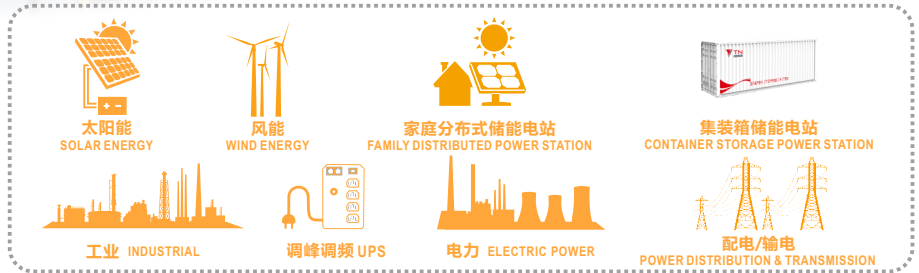 TN
太阳能
SOLAR ENERGY
风能
WIND ENERGY
家庭分布式储能电站
FAMILY DISTRIBUTED POWER STATION
集装箱储能电站
CONTAINER STORAGE POWER STATION
工业 INDUSTRIAL
调峰调频 UPS
电力 ELECTRIC POWER
配电/输电
POWER DISTRIBUTION & TRANSMISSION